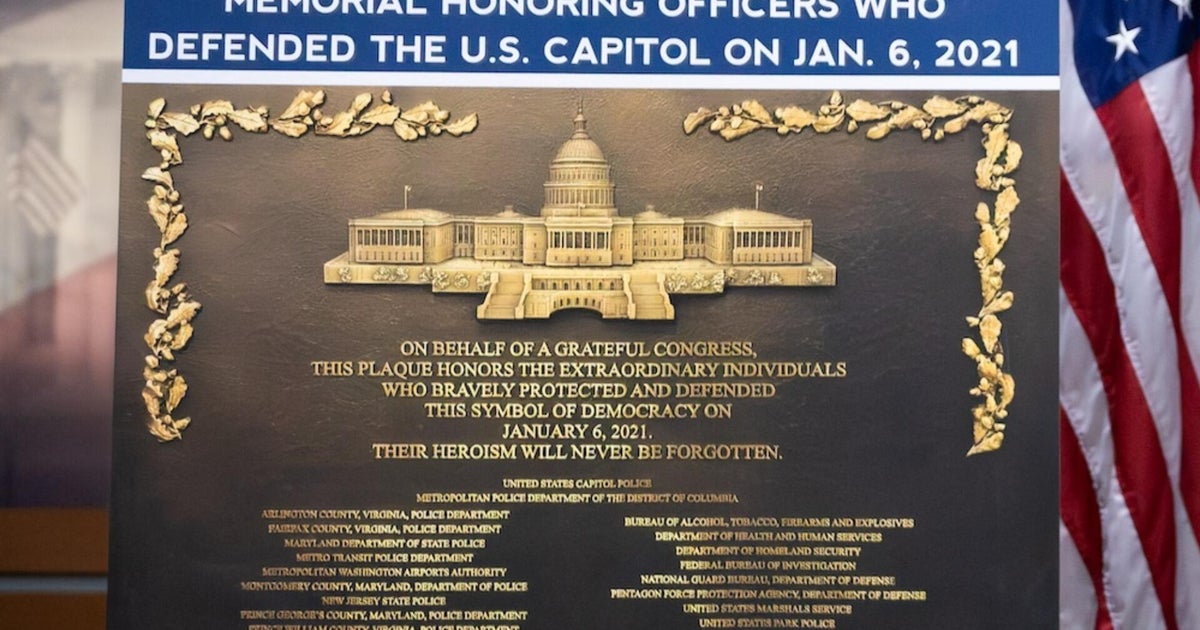 MEMORIAL HONORING OFFICERS WHO
DEFENDED THE U.S. CAPITOL ON JAN. 6, 2021
ON BEHALF OF A GRATEFUL CONGRESS,
THIS PLAQUE HONORS THE EXTRAORDINARY INDIVIDUALS
WHO BRAVELY PROTECTED AND DEFENDED
THIS SYMBOL OF DEMOCRACY ON
JANUARY 6, 2021.
THEIR HEROISM WILL NEVER BE FORGOTTEN.
UNITED STATES CAPITOL POLICE
METROPOLITAN POLICE DEPARTMENT OF THE DISTRICT OF COLUMBIA
ARLINGTON COUNTY, VIRGINIA, POLICE DEPARTMENT
FAIRFAX COUNTY, VIRGINIA, POLICE DEPARTMENT
MARYLAND DEPARTMENT OF STATE POLICE
METRO TRANSIT POLICE DEPARTMENT
METROPOLITAN WASHINGTON AIRPORTS AUTHORITY
MONTGOMERY COUNTY, MARYLAND, DEPARTMENT OF POLICE
NEW JERSEY STATE POLICE
PRINCE GEORGE'S COUNTY, MARYLAND, POLICE DEPARTMENT
PRINCE WILLIAM COUNTY, VIRGINIA, POLICE DEPARTMENT
BUREAU OF ALCOHOL, TOBACCO, FIREARMS AND EXPLOSIVES
DEPARTMENT OF HEALTH AND HUMAN SERVICES
DEPARTMENT OF HOMELAND SECURITY
FEDERAL BUREAU OF INVESTIGATION
NATIONAL GUARD BUREAU, DEPARTMENT OF DEFENSE
PENTAGON FORCE PROTECTION AGENCY, DEPARTMENT OF DEFENSE
UNITED STATES MARSHALS SERVICE
UNITED STATES PARK POLICE